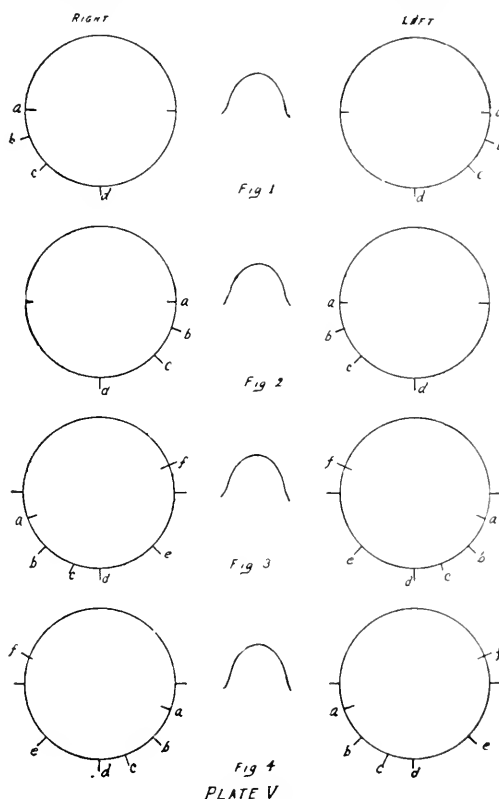 RIGHT LEFT
a a
b b
c c
d d
Fig 1
a a
b b
c c
d d
Fig 2
f f
a a
b b
c d d c
e e
Fig 3
f f
a a
e b b e
d c c d
Fig 4
PLATE V